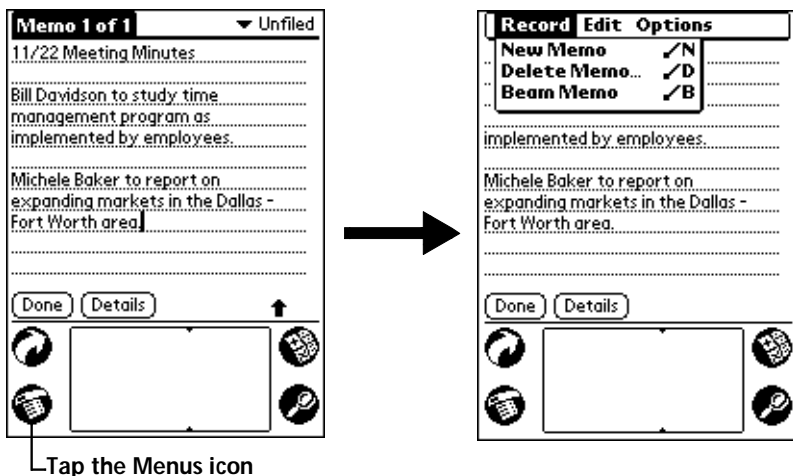 Memo 1 of 1
Unfiled
11/22 Meeting Minutes
Bill Davidson to study time
management program as
implemented by employees.
Michele Baker to report on
expanding markets in the Dallas -
Fort Worth area.
Done
Details
Tap the Menus icon
Record Edit Options
New Memo /N
Delete Memo... /D
Beam Memo /B
implemented by employees.
Michele Baker to report on
expanding markets in the Dallas -
Fort Worth area.
Done
Details